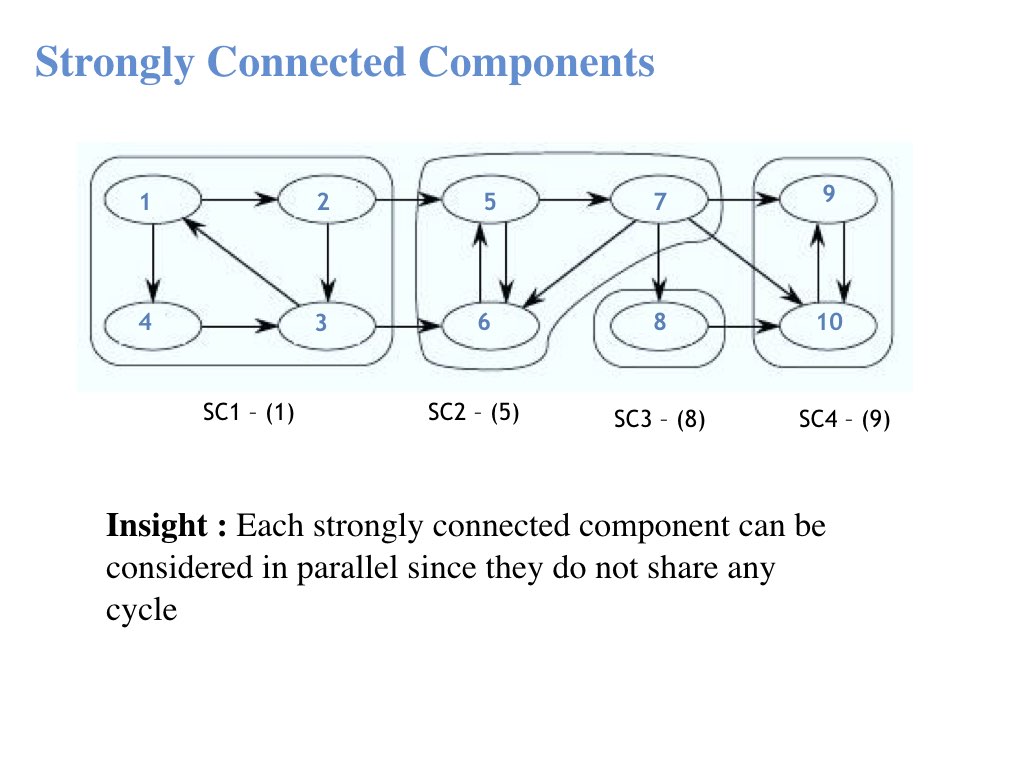 Strongly Connected Components
1 2 5 7 9
4 3 6 8 10
SC1 – (1) SC2 – (5) SC3 – (8) SC4 – (9)
Insight : Each strongly connected component can be
considered in parallel since they do not share any
cycle